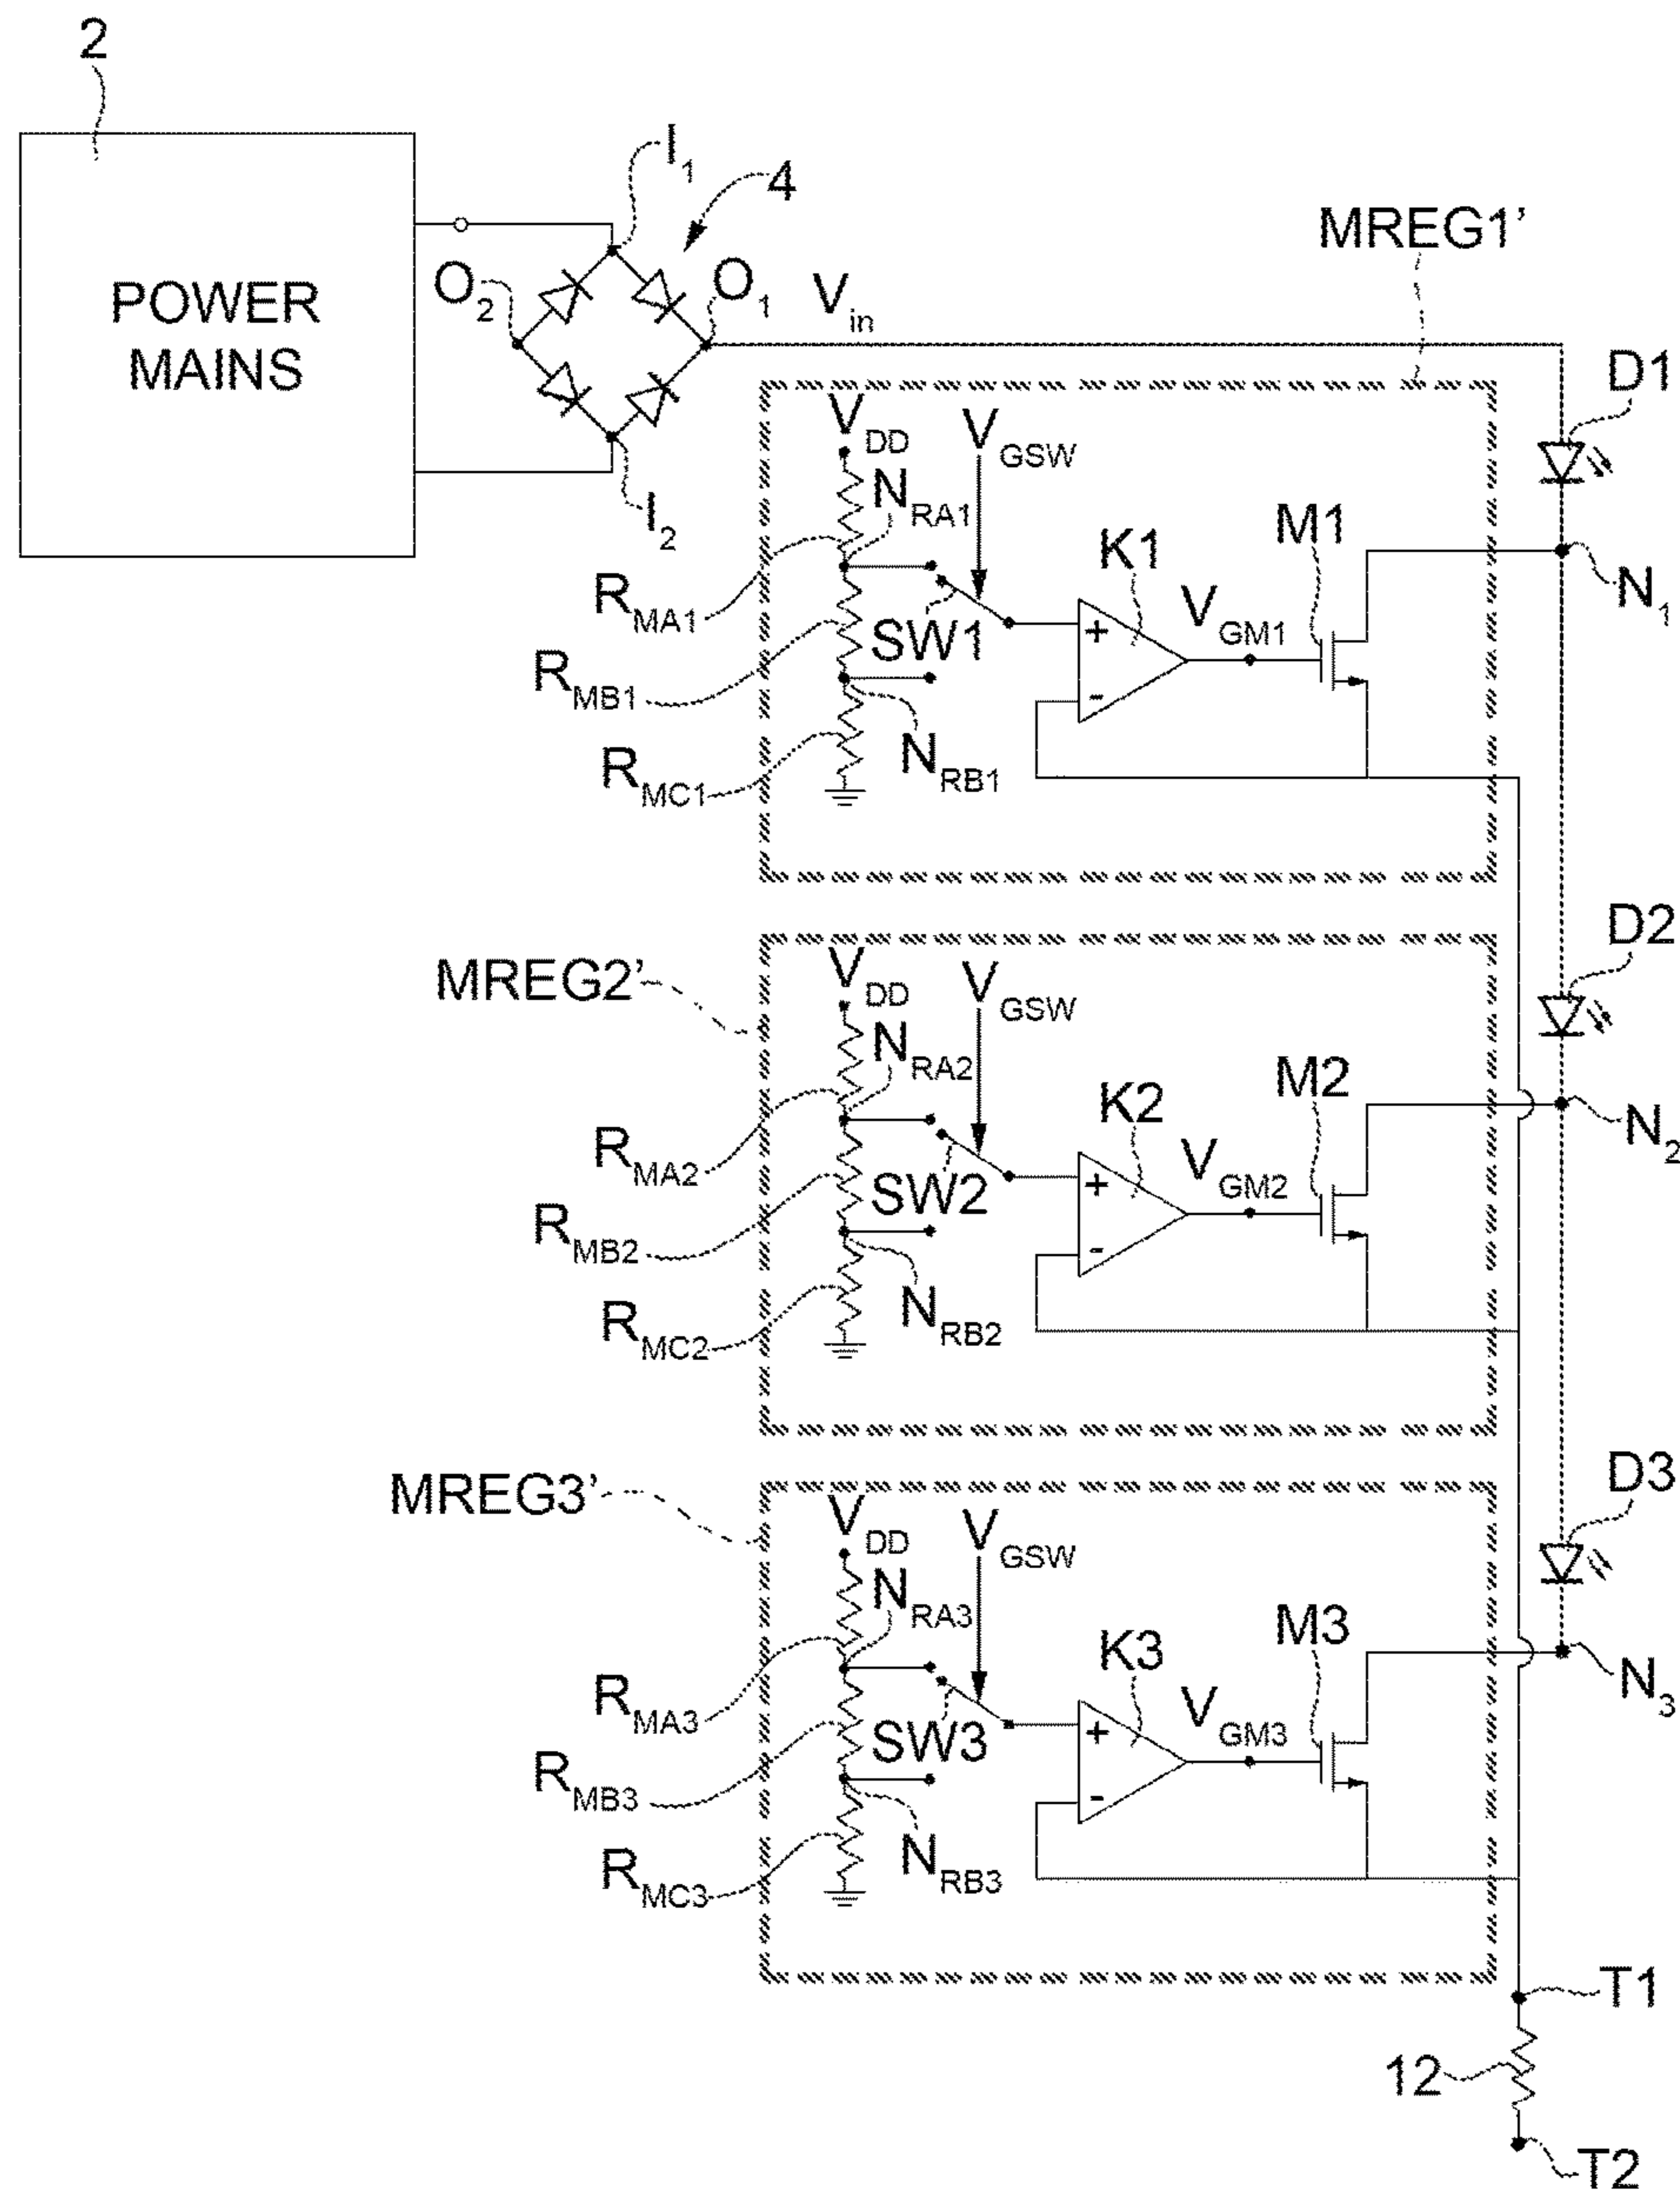 2
I1
4
MREG1'
POWER
MAINS
O2
O1
Vin
D1
VDD
VGSW
NRA1
K1
M1
N1
RMA1
SW1
VGM1
+
RMB1
-
NRB1
RMC1
I2
D2
MREG2'
VDD
VGSW
NRA2
K2
M2
N2
RMA2
SW2
VGM2
+
RMB2
-
NRB2
RMC2
D3
MREG3'
VDD
VGSW
NRA3
K3
M3
N3
RMA3
SW3
VGM3
+
RMB3
-
NRB3
RMC3
T1
12
T2